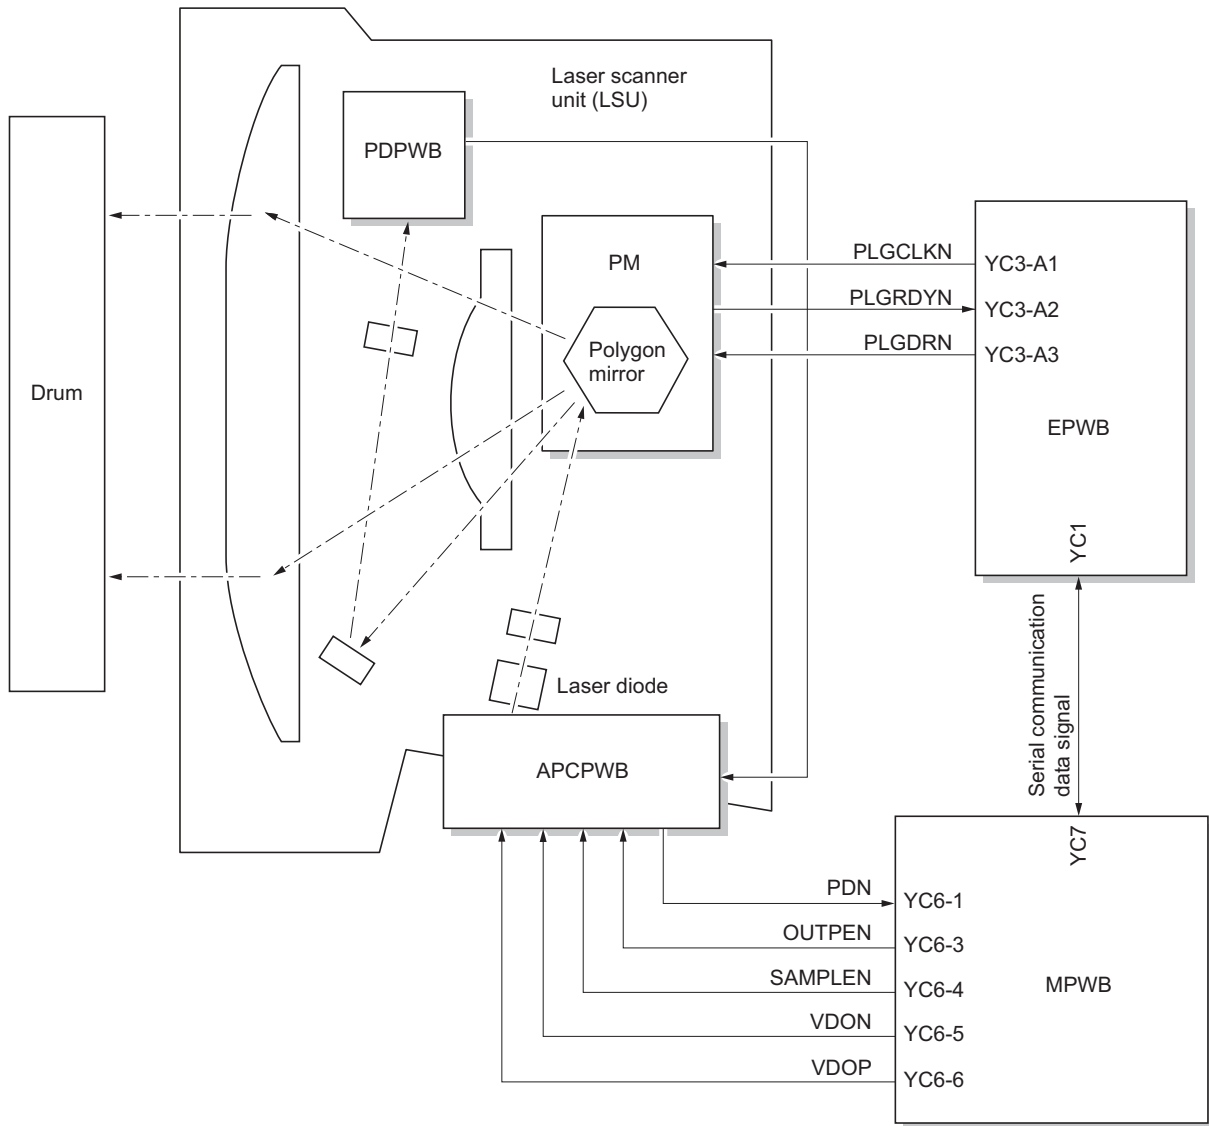 Laser scanner
unit (LSU)
PDPWB
PM
Polygon
mirror
Drum
Laser diode
APCPWB
PLGCLKN
YC3-A1
PLGRDYN
YC3-A2
PLGDRN
YC3-A3
EPWB
YC1
Serial communication
data signal
YC7
PDN
YC6-1
OUTPEN
YC6-3
SAMPLEN
YC6-4
MPWB
VDON
YC6-5
VDOP
YC6-6